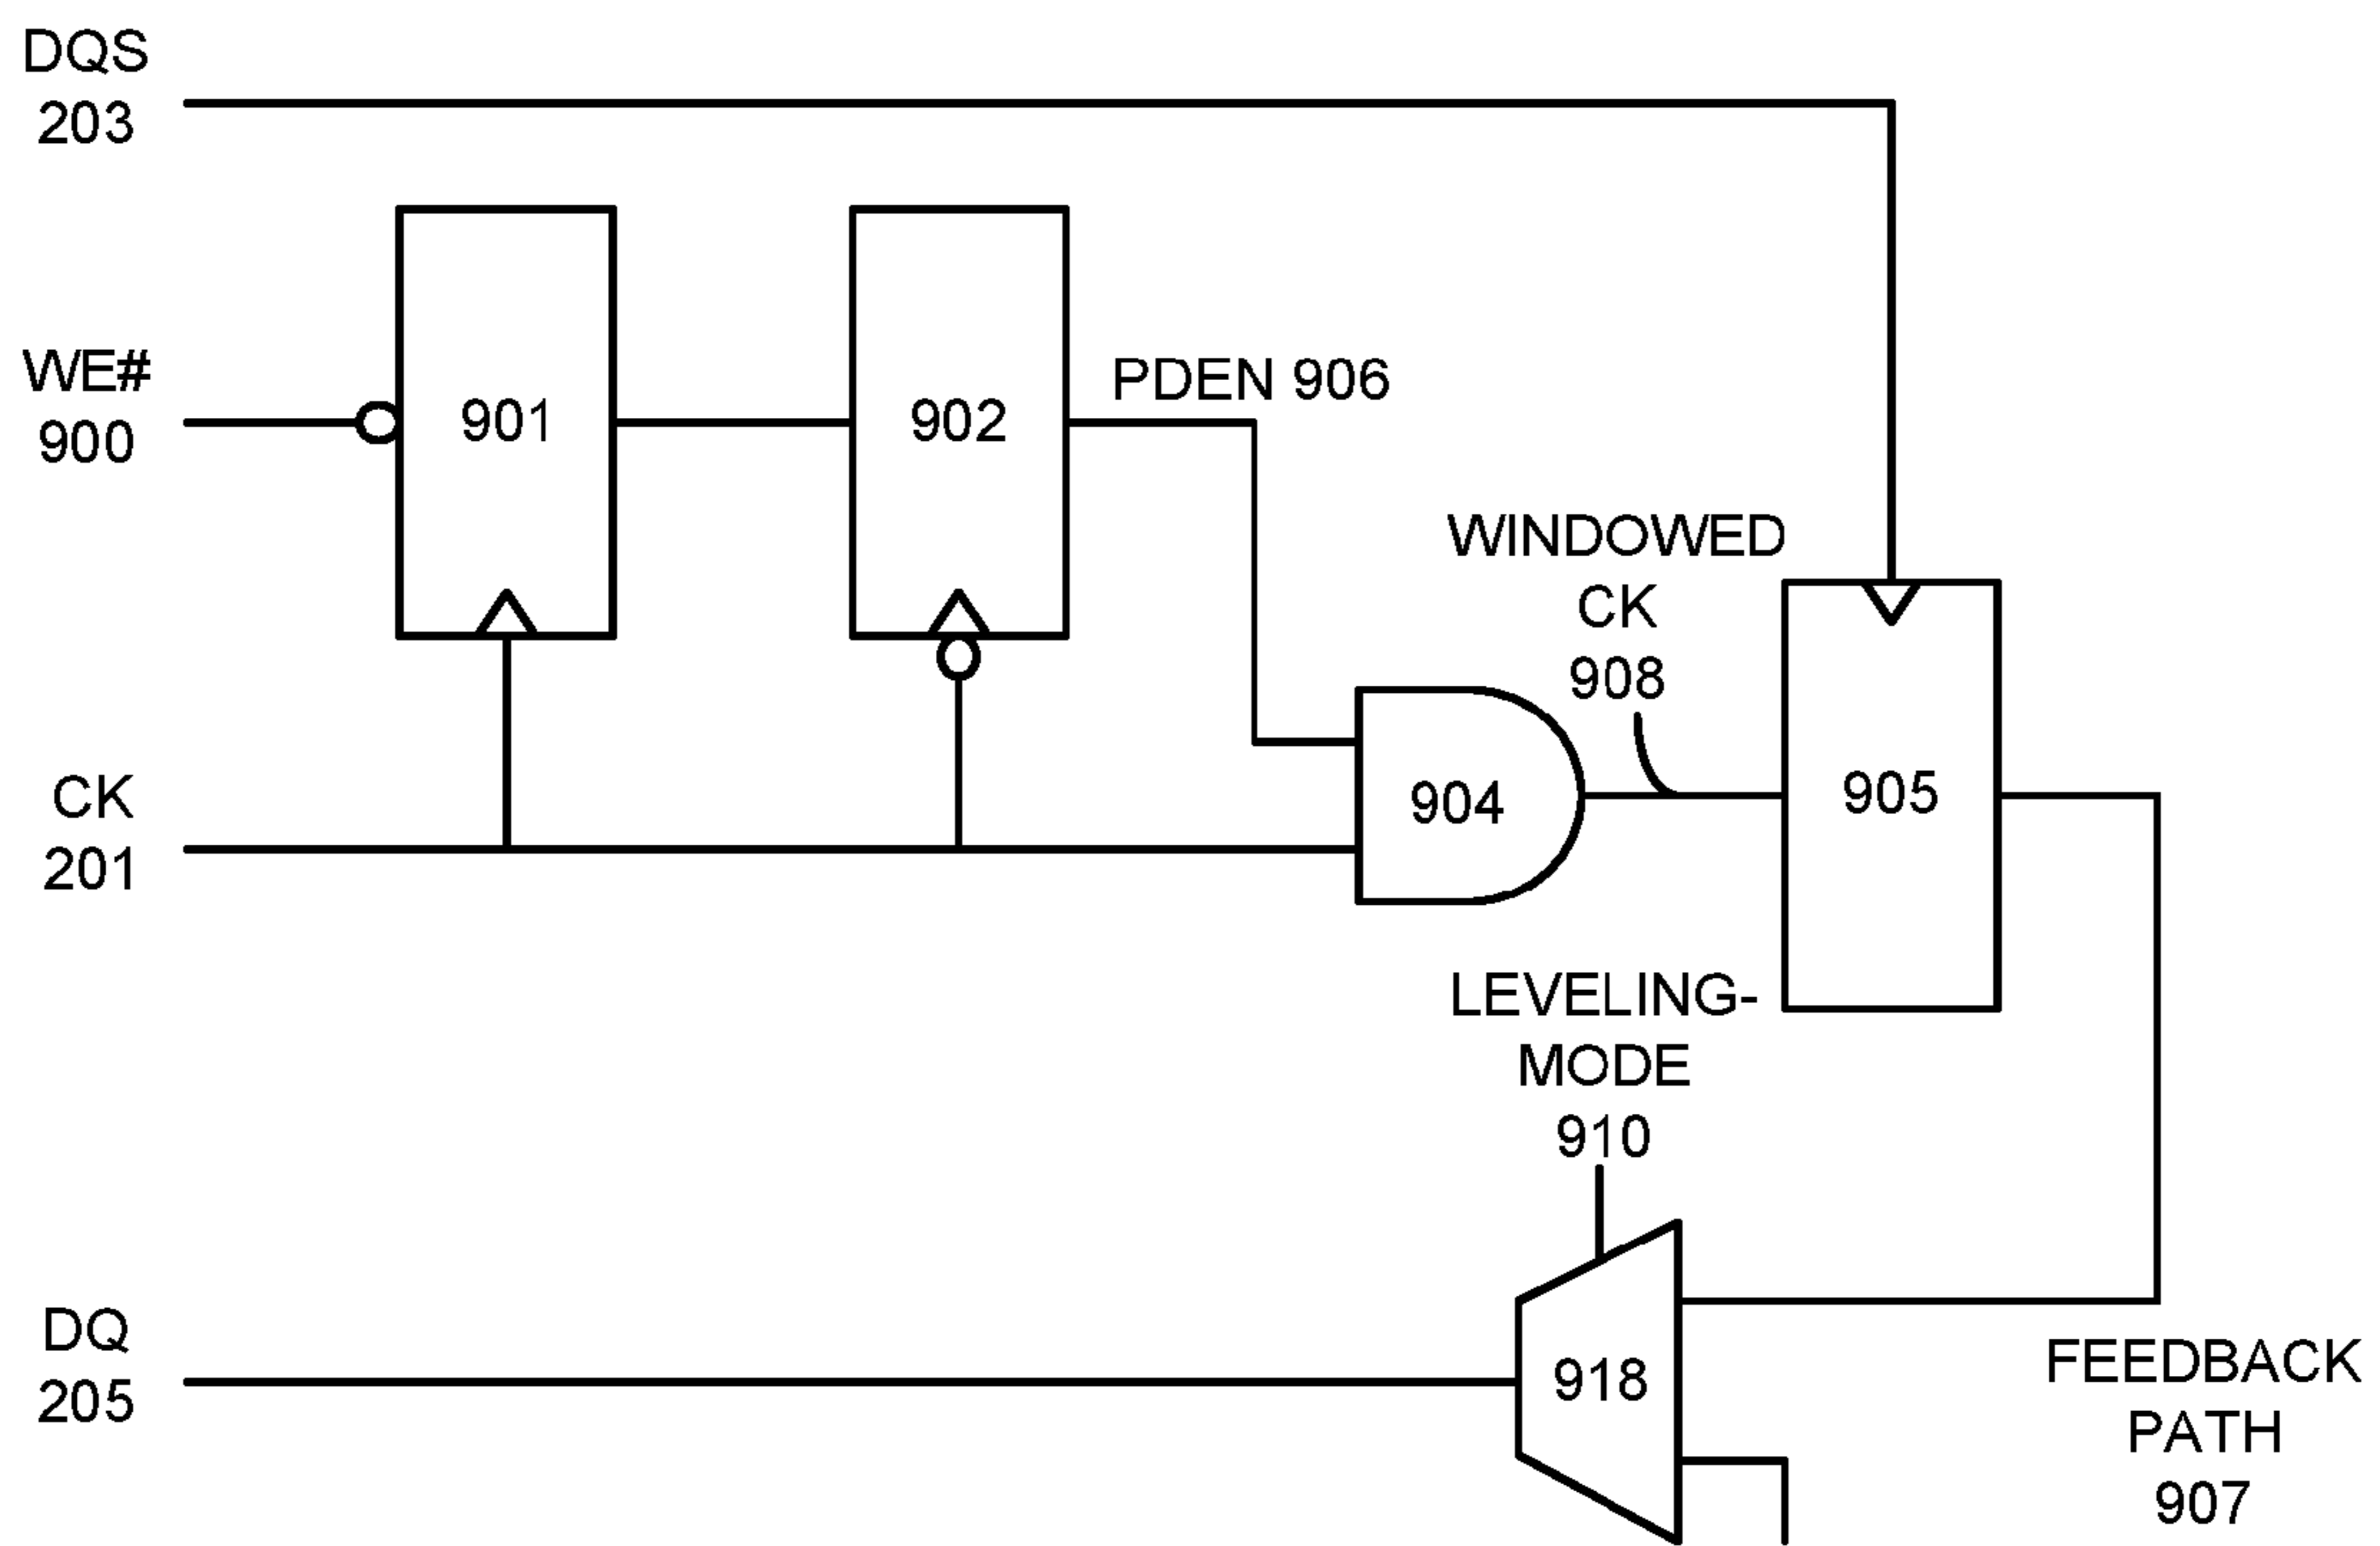 DQS
203
WE#
900
901
902
PDEN 906
WINDOWED
CK
908
CK
201
904
905
LEVELING-
MODE
910
DQ
205
918
FEEDBACK
PATH
907